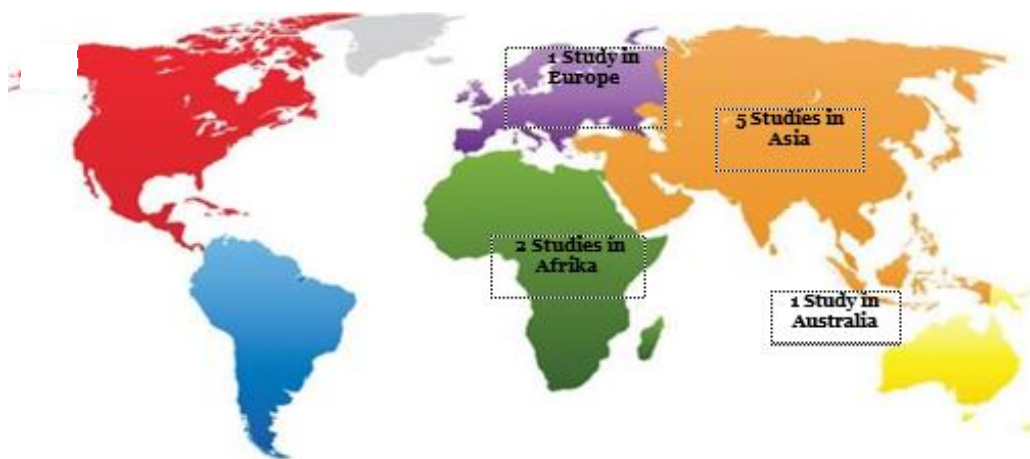 1 Study in
Europe
5 Studies in
Asia
2 Studies in
Afrika
1 Study in
Australia